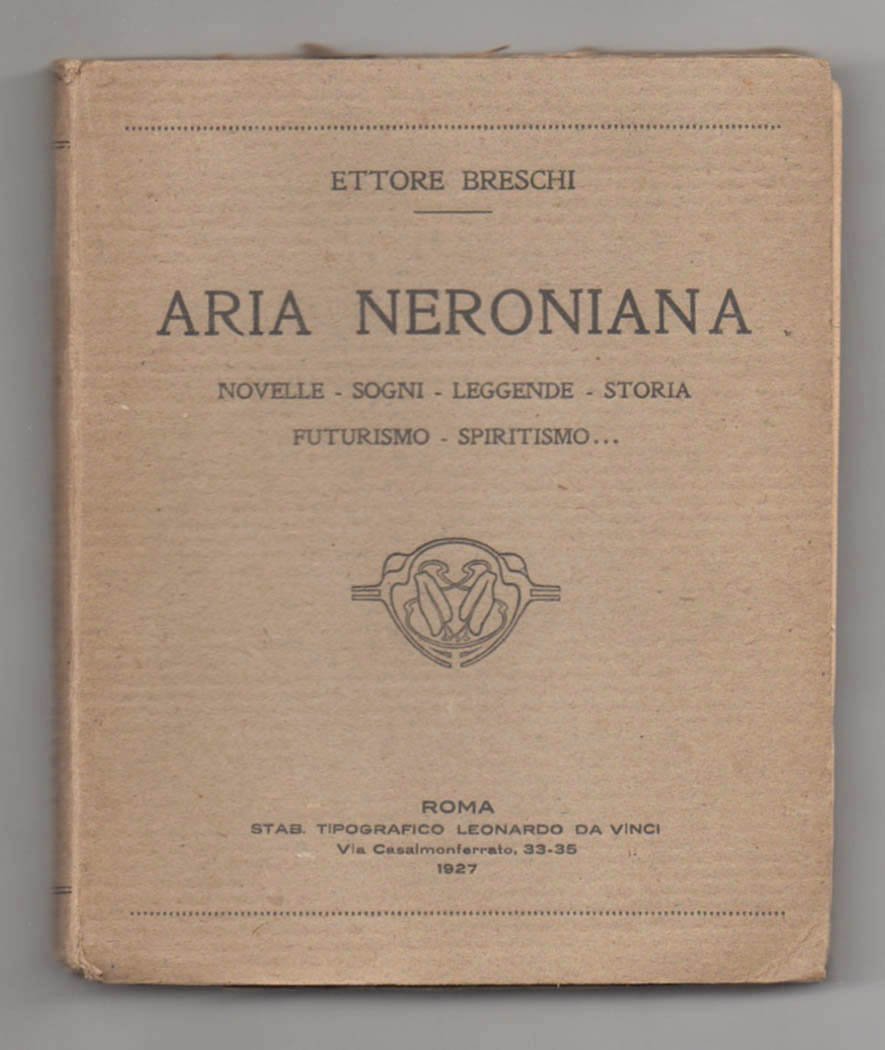 ETTORE BRESCHI
ARIA NERONIANA
NOVELLE - SOGNI - LEGGENDE - STORIA
FUTURISMO - SPIRITISMO...
ROMA
STAB. TIPOGRAFICO LEONARDO DA VINCI
Via Casalmonferrato, 33-35
1927